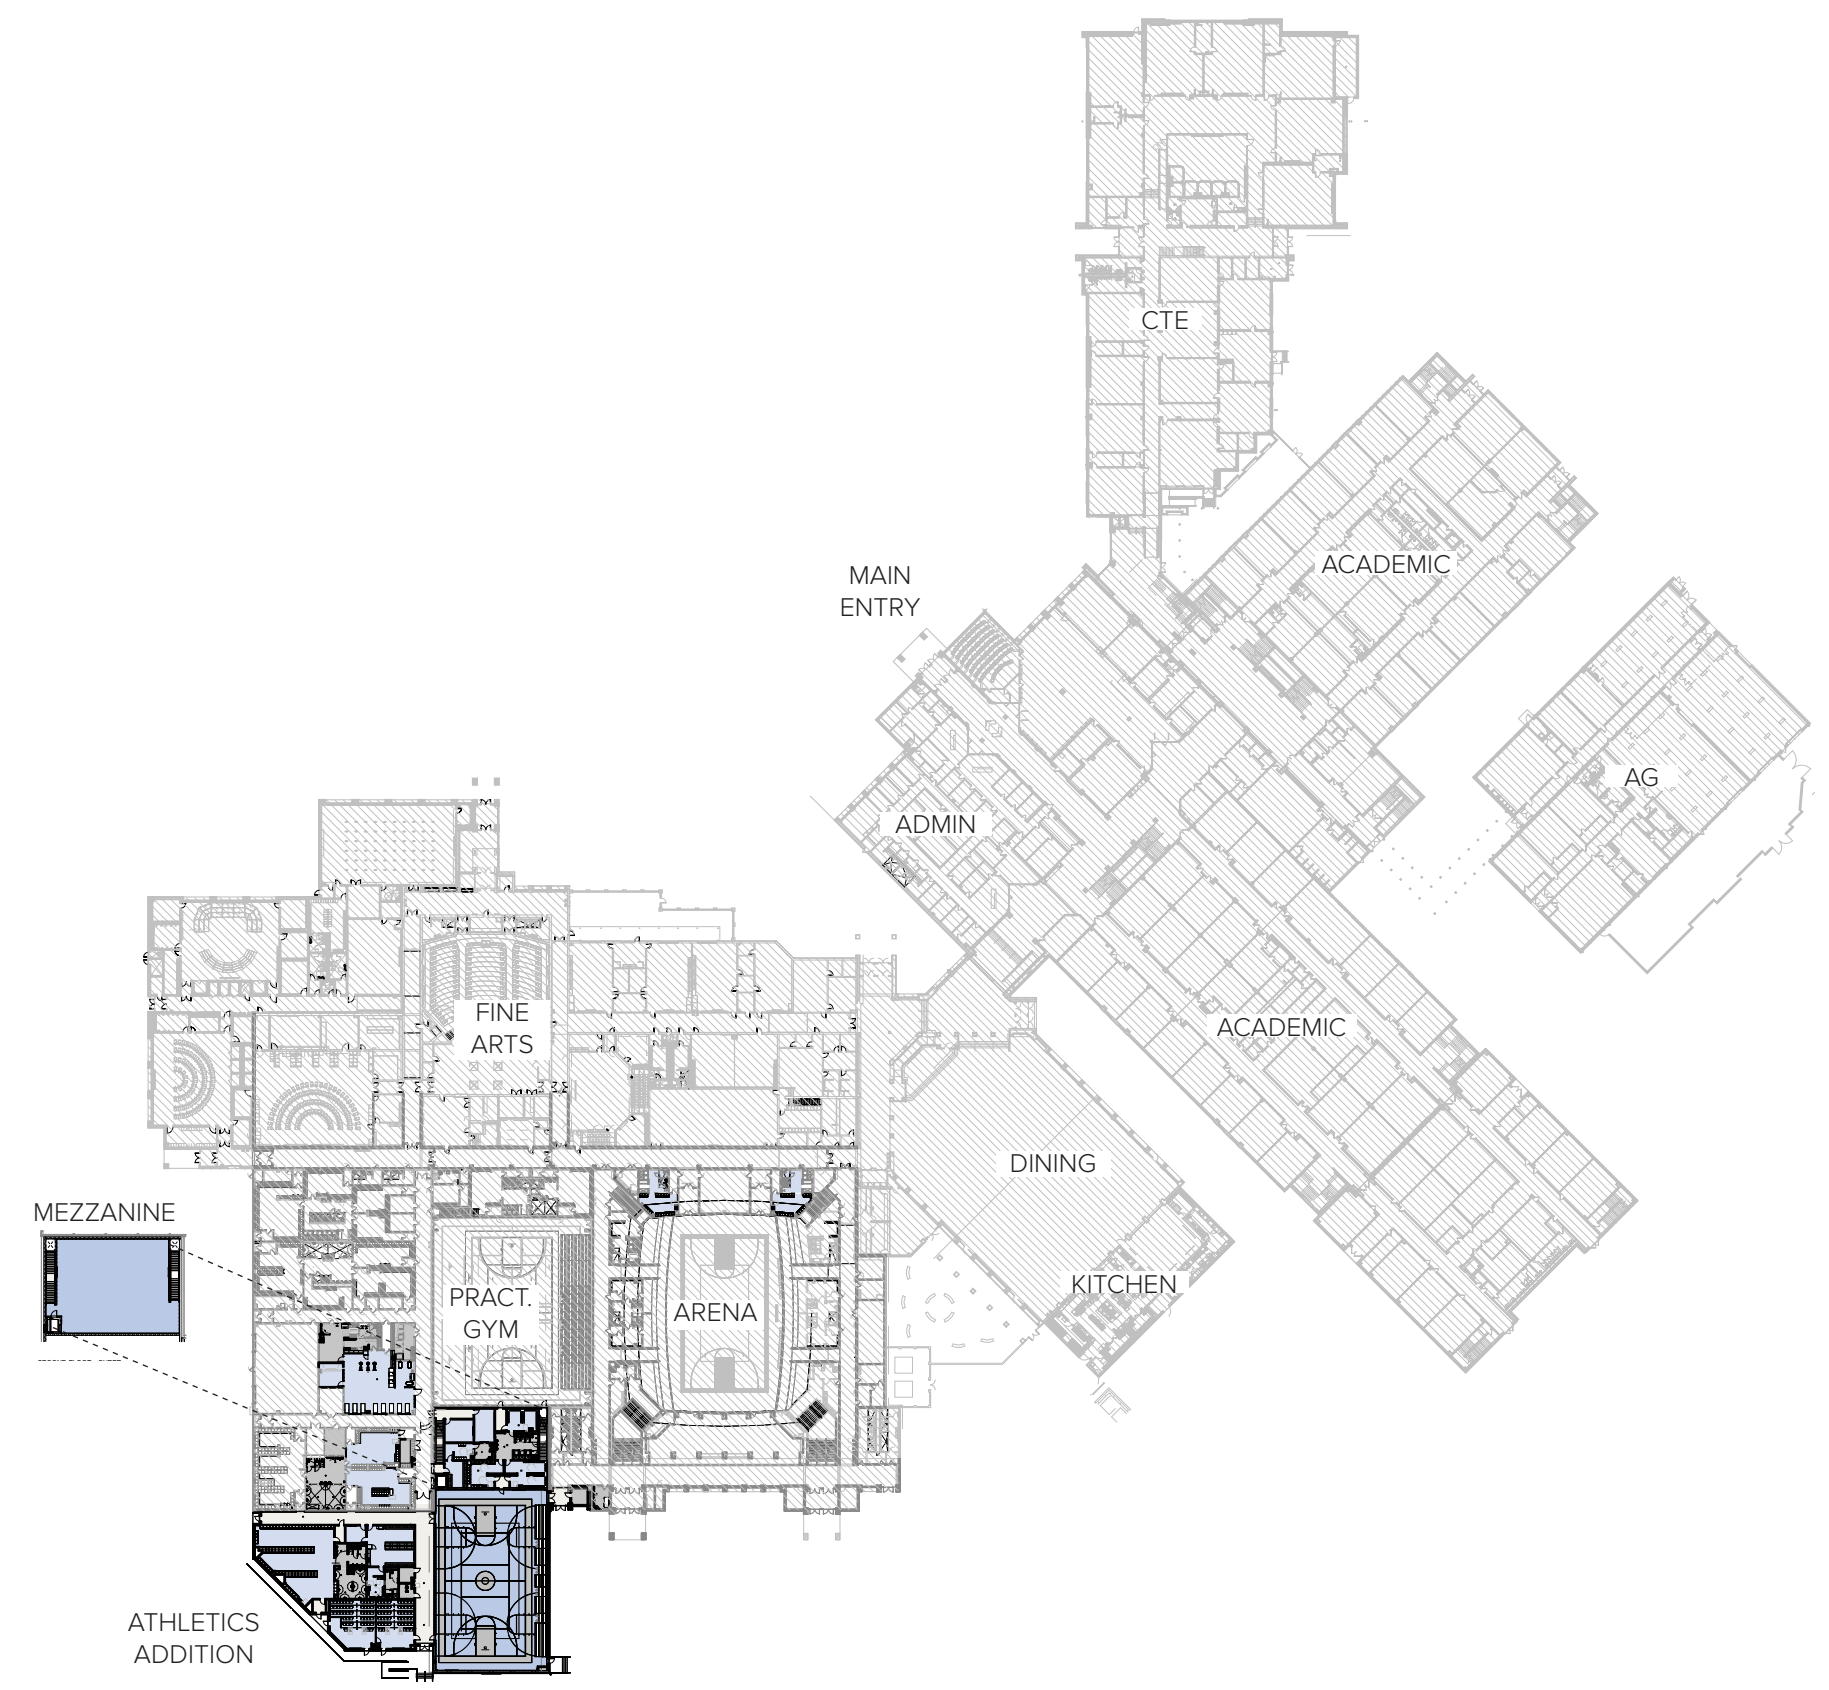 CTE
ACADEMIC
MAIN
ENTRY
AG
ADMIN
FINE
ARTS
ACADEMIC
DINING
MEZZANINE
KITCHEN
PRACT.
GYM
ARENA
ATHLETICS
ADDITION